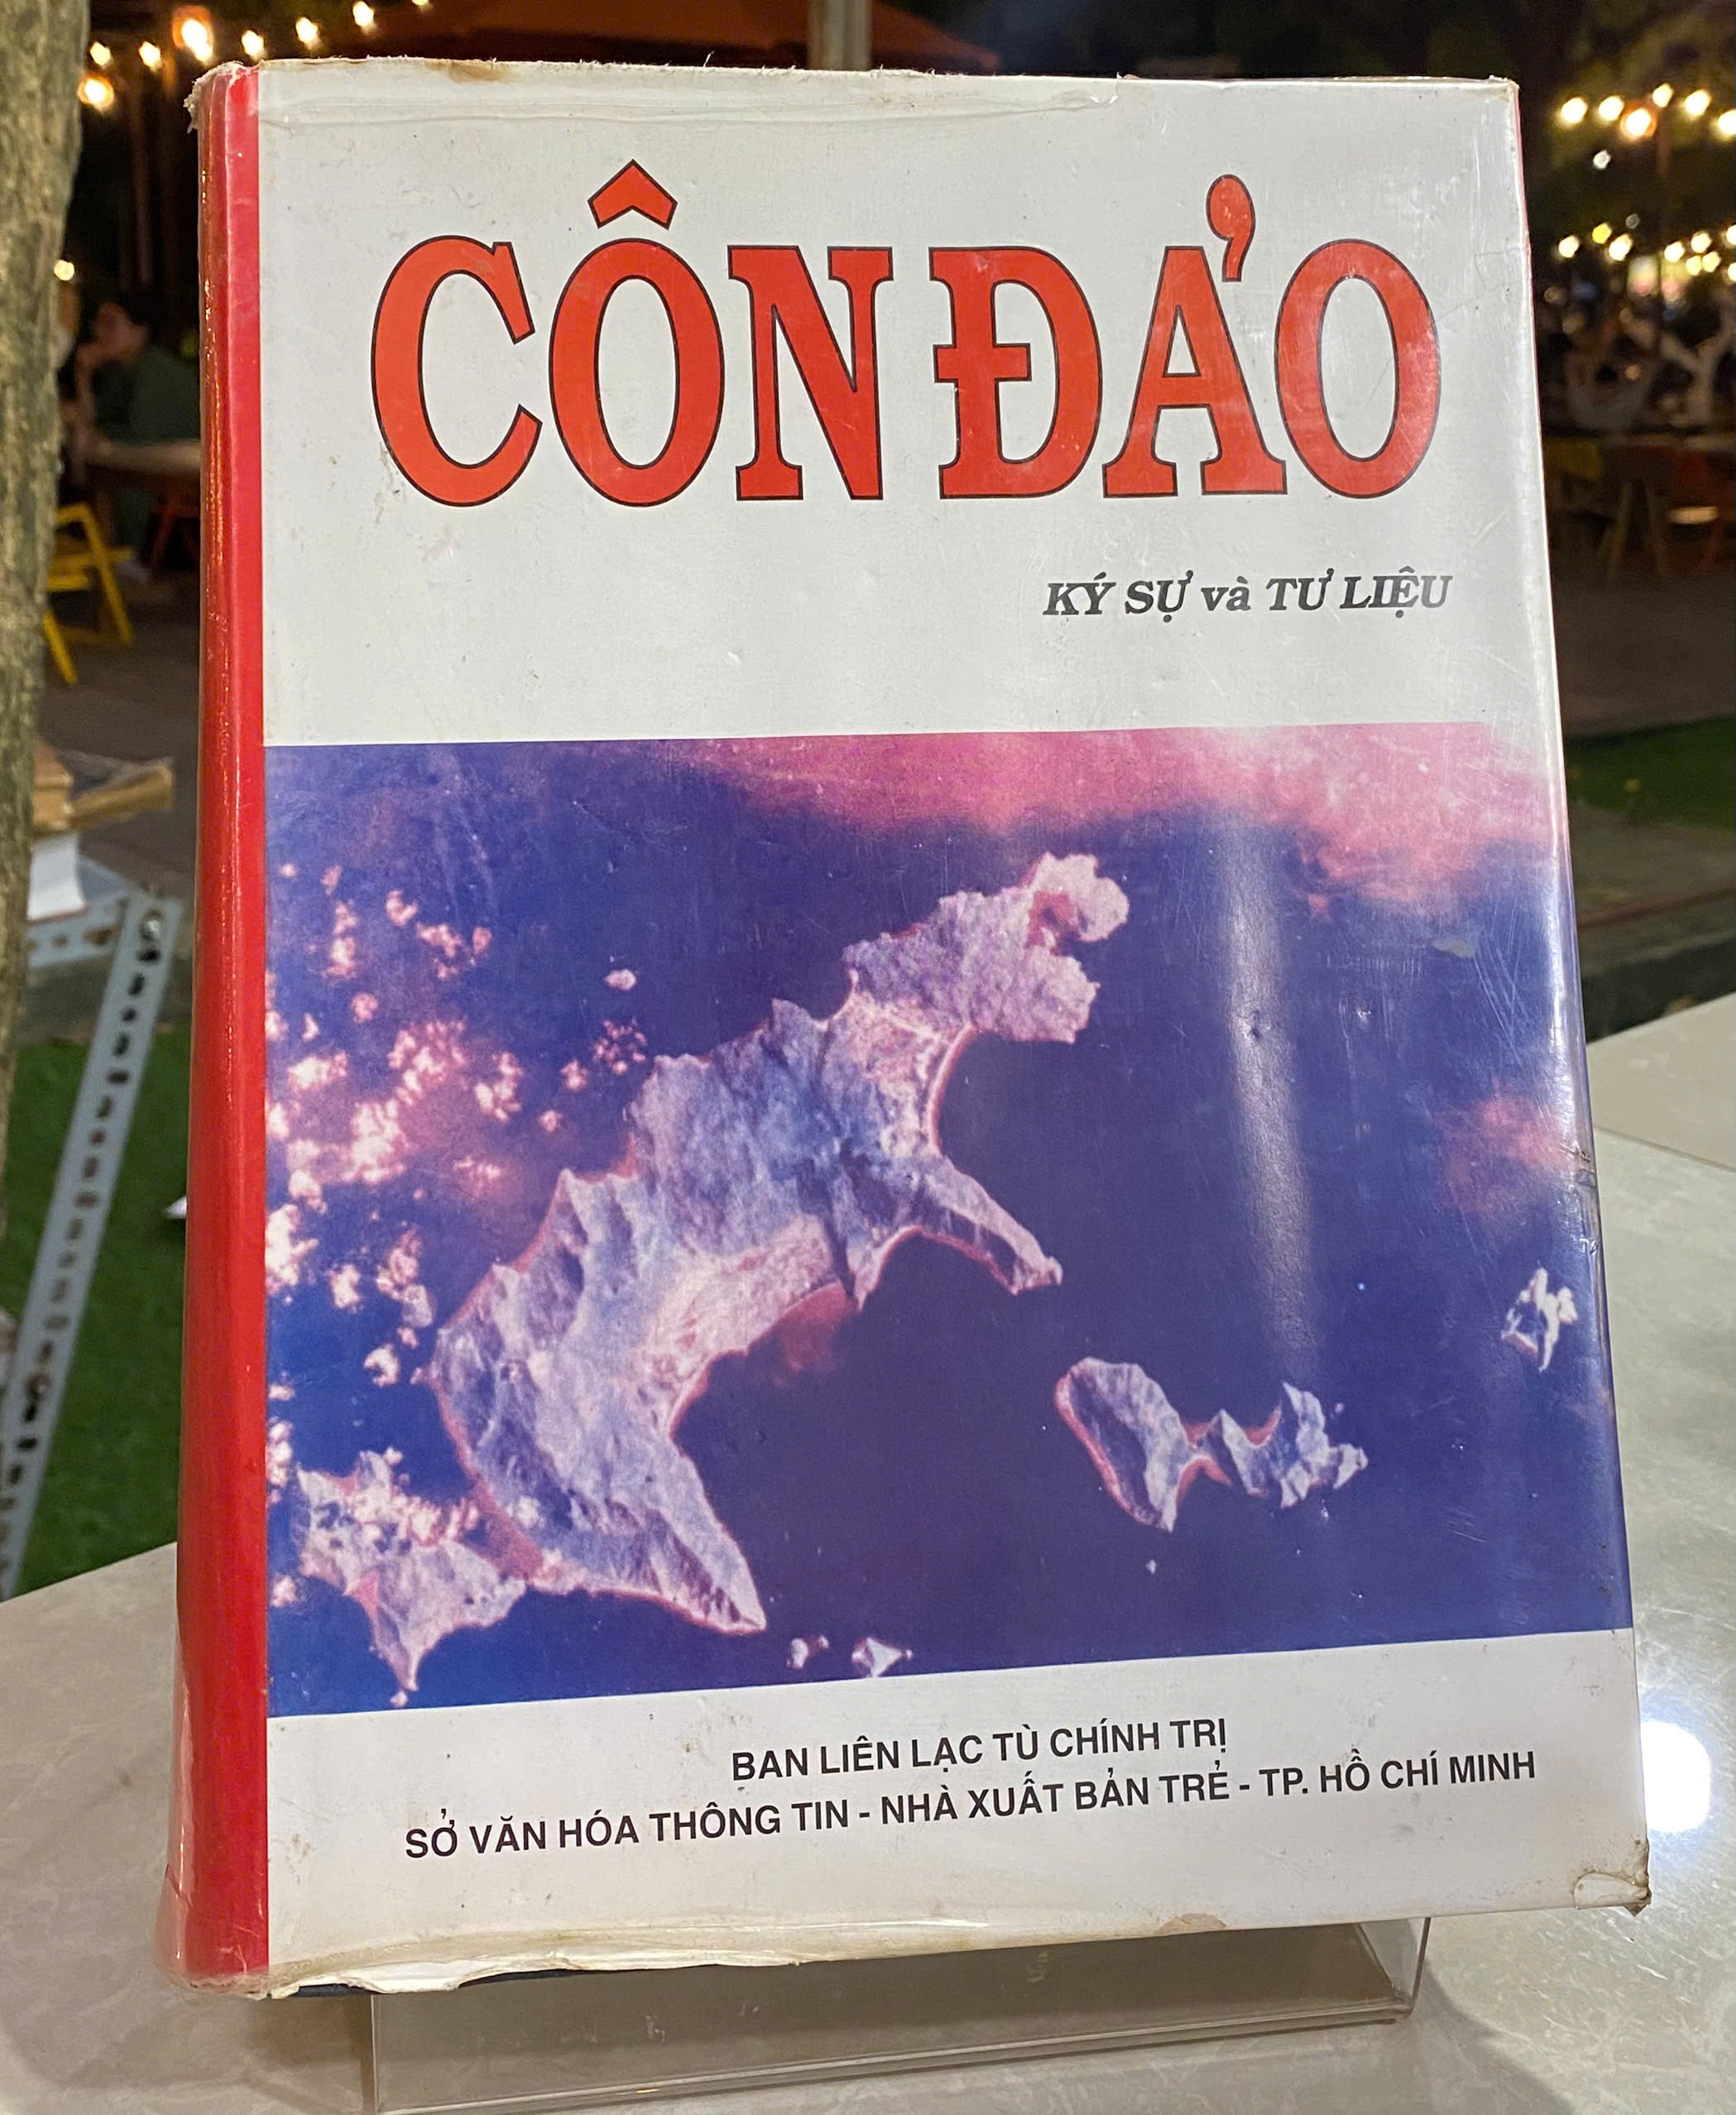 CÔN ĐẢO
KÝ SỰ và TƯ LIỆU
BAN LIÊN LẠC TÙ CHÍNH TRỊ
SỞ VĂN HÓA THÔNG TIN - NHÀ XUẤT BẢN TRẺ - TP. HỒ CHÍ MINH